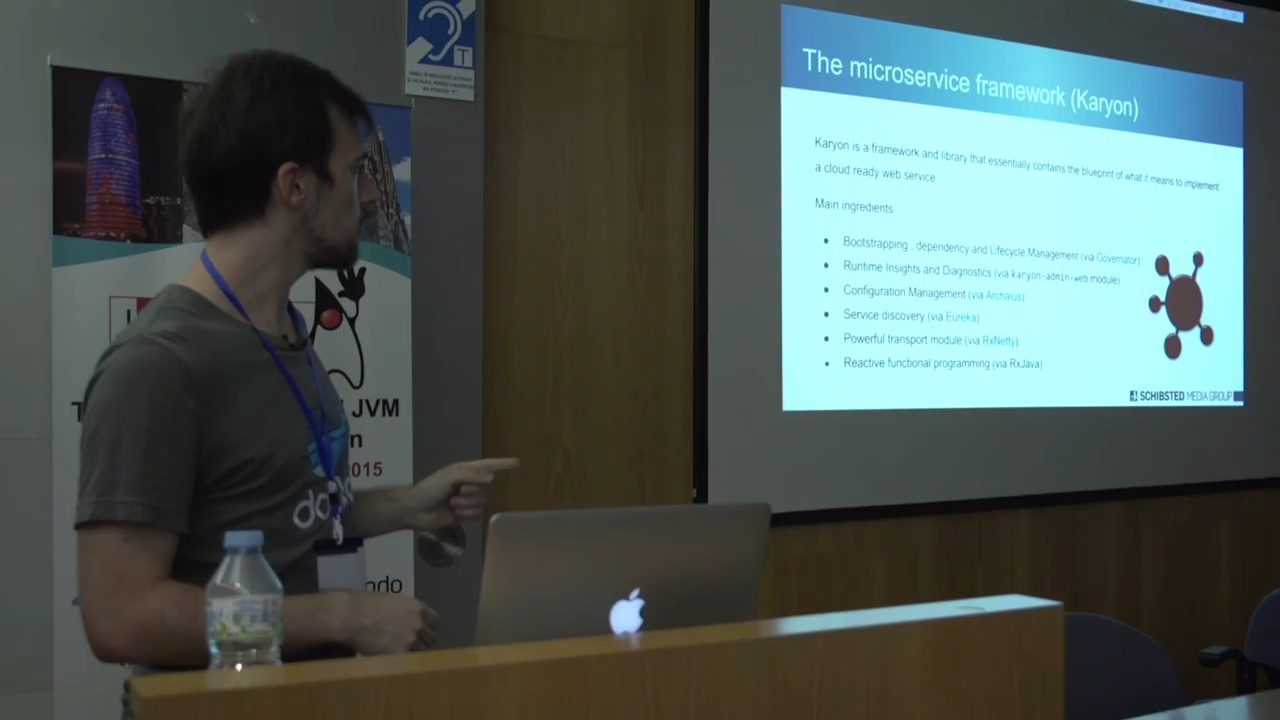 The microservice framework (Karyon)
Karyon is a framework and library that essentially contains the blueprint of what it means to implement
a cloud ready web service
Main ingredients
Bootstrapping , dependency and Lifecycle Management (via Governator)
Runtime Insights and Diagnostics (via karyon-admin-web module)
Configuration Management (via Archaius)
Service discovery (via Eureka)
Powerful transport module (via RxNetty)
Reactive functional programming (via RxJava)
SCHIBSTED MEDIA GROUP
T
JVM
2015